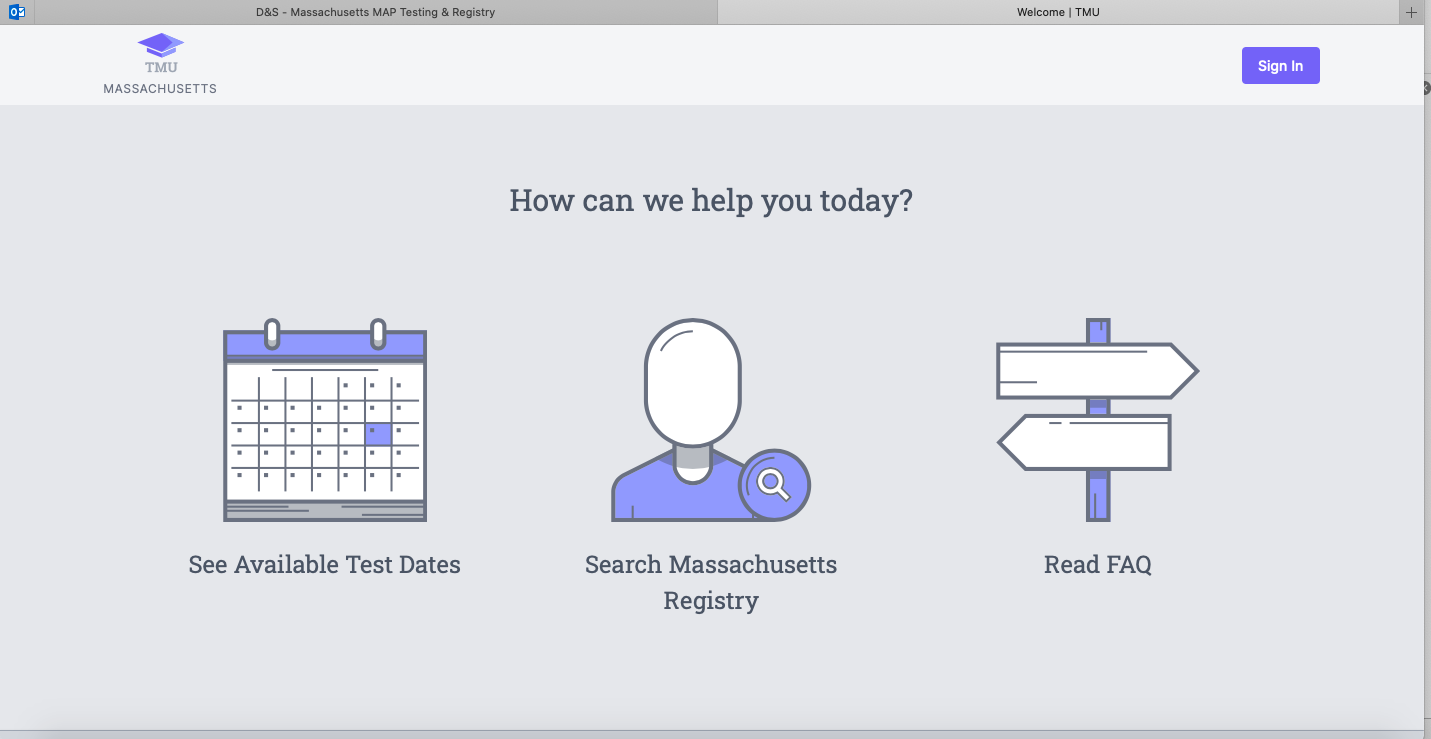 D&S - Massachusetts MAP Testing & Registry
Welcome | TMU
TMU
MASSACHUSETTS
Sign In
How can we help you today?
See Available Test Dates
Search Massachusetts
Registry
Read FAQ